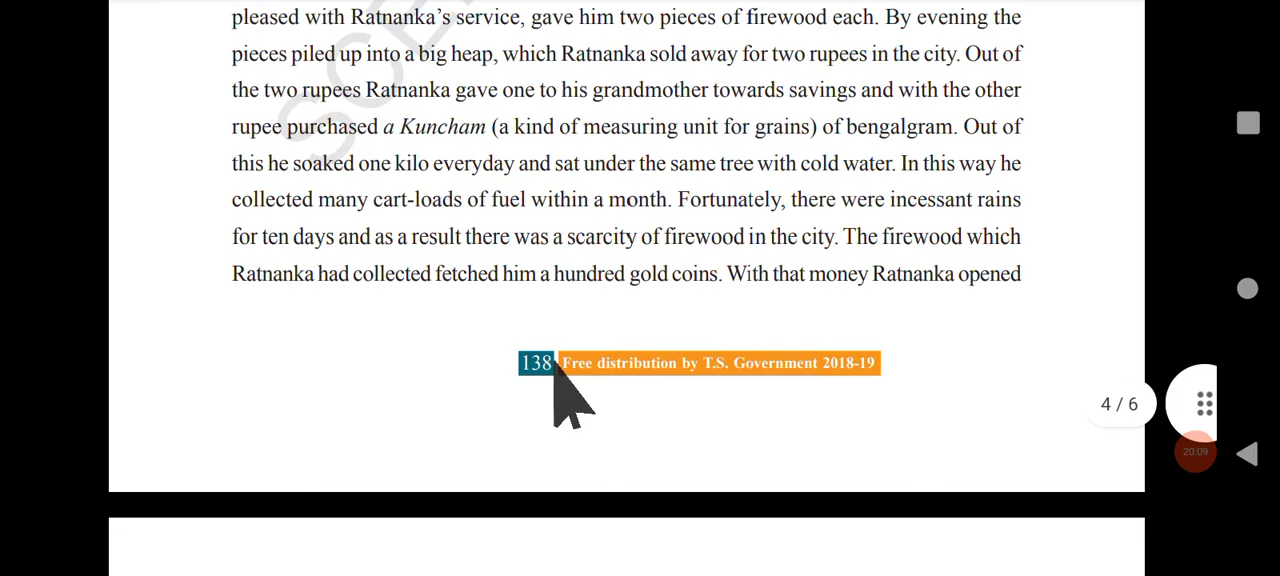 pleased with Ratnanka's service, gave him two pieces of firewood each. By evening the
pieces piled up into a big heap, which Ratnanka sold away for two rupees in the city. Out of
the two rupees Ratnanka gave one to his grandmother towards savings and with the other
rupee purchased a Kuncham (a kind of measuring unit for grains) of bengalgram. Out of
this he soaked one kilo everyday and sat under the same tree with cold water. In this way he
collected many cart-loads of fuel within a month. Fortunately, there were incessant rains
for ten days and as a result there was a scarcity of firewood in the city. The firewood which
Ratnanka had collected fetched him a hundred gold coins. With that money Ratnanka opened
138 Free distribution by T.S. Government 2018-19
4 / 6
20:09